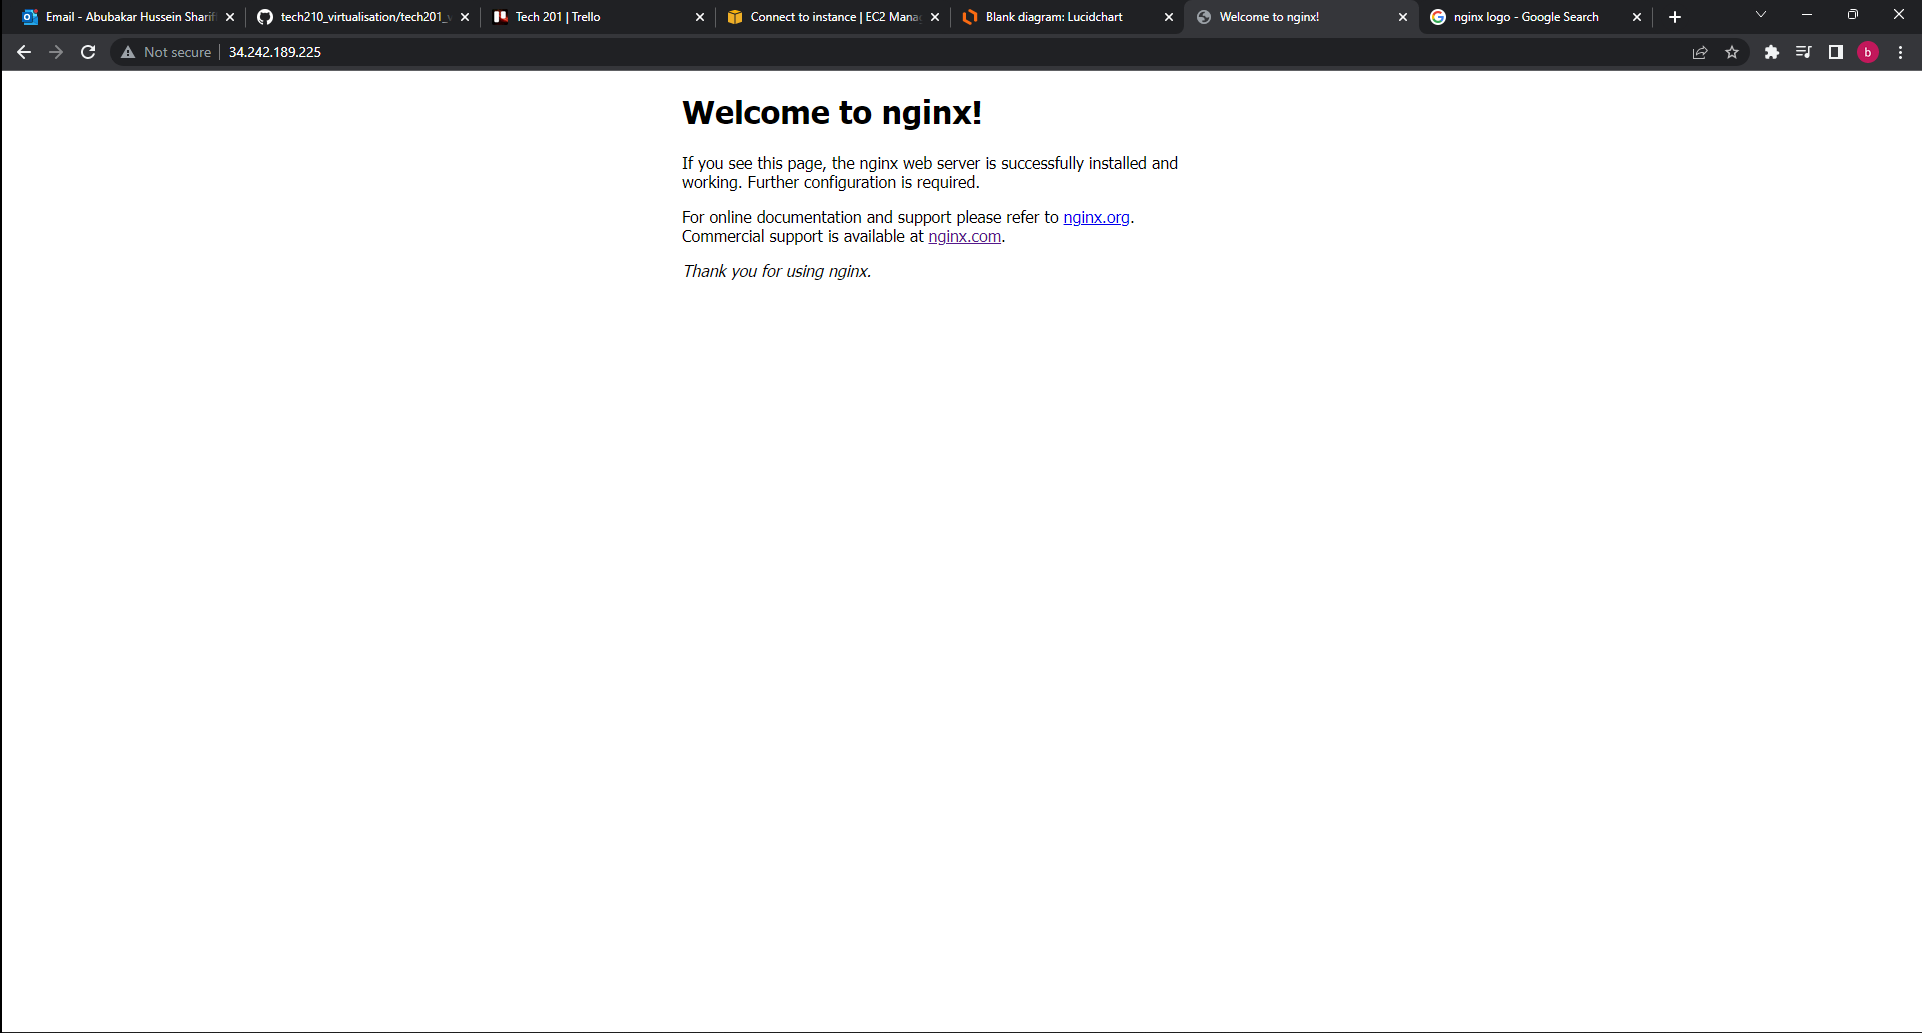 Email - Abubakar Hussein Shariff
tech210_virtualisation/tech201_v
Tech 201 | Trello
Connect to instance | EC2 Mana
Blank diagram: Lucidchart
Welcome to nginx!
nginx logo - Google Search
Not secure
34.242.189.225
b
Welcome to nginx!
If you see this page, the nginx web server is successfully installed and
working. Further configuration is required.
For online documentation and support please refer to nginx.org.
Commercial support is available at nginx.com.
Thank you for using nginx.